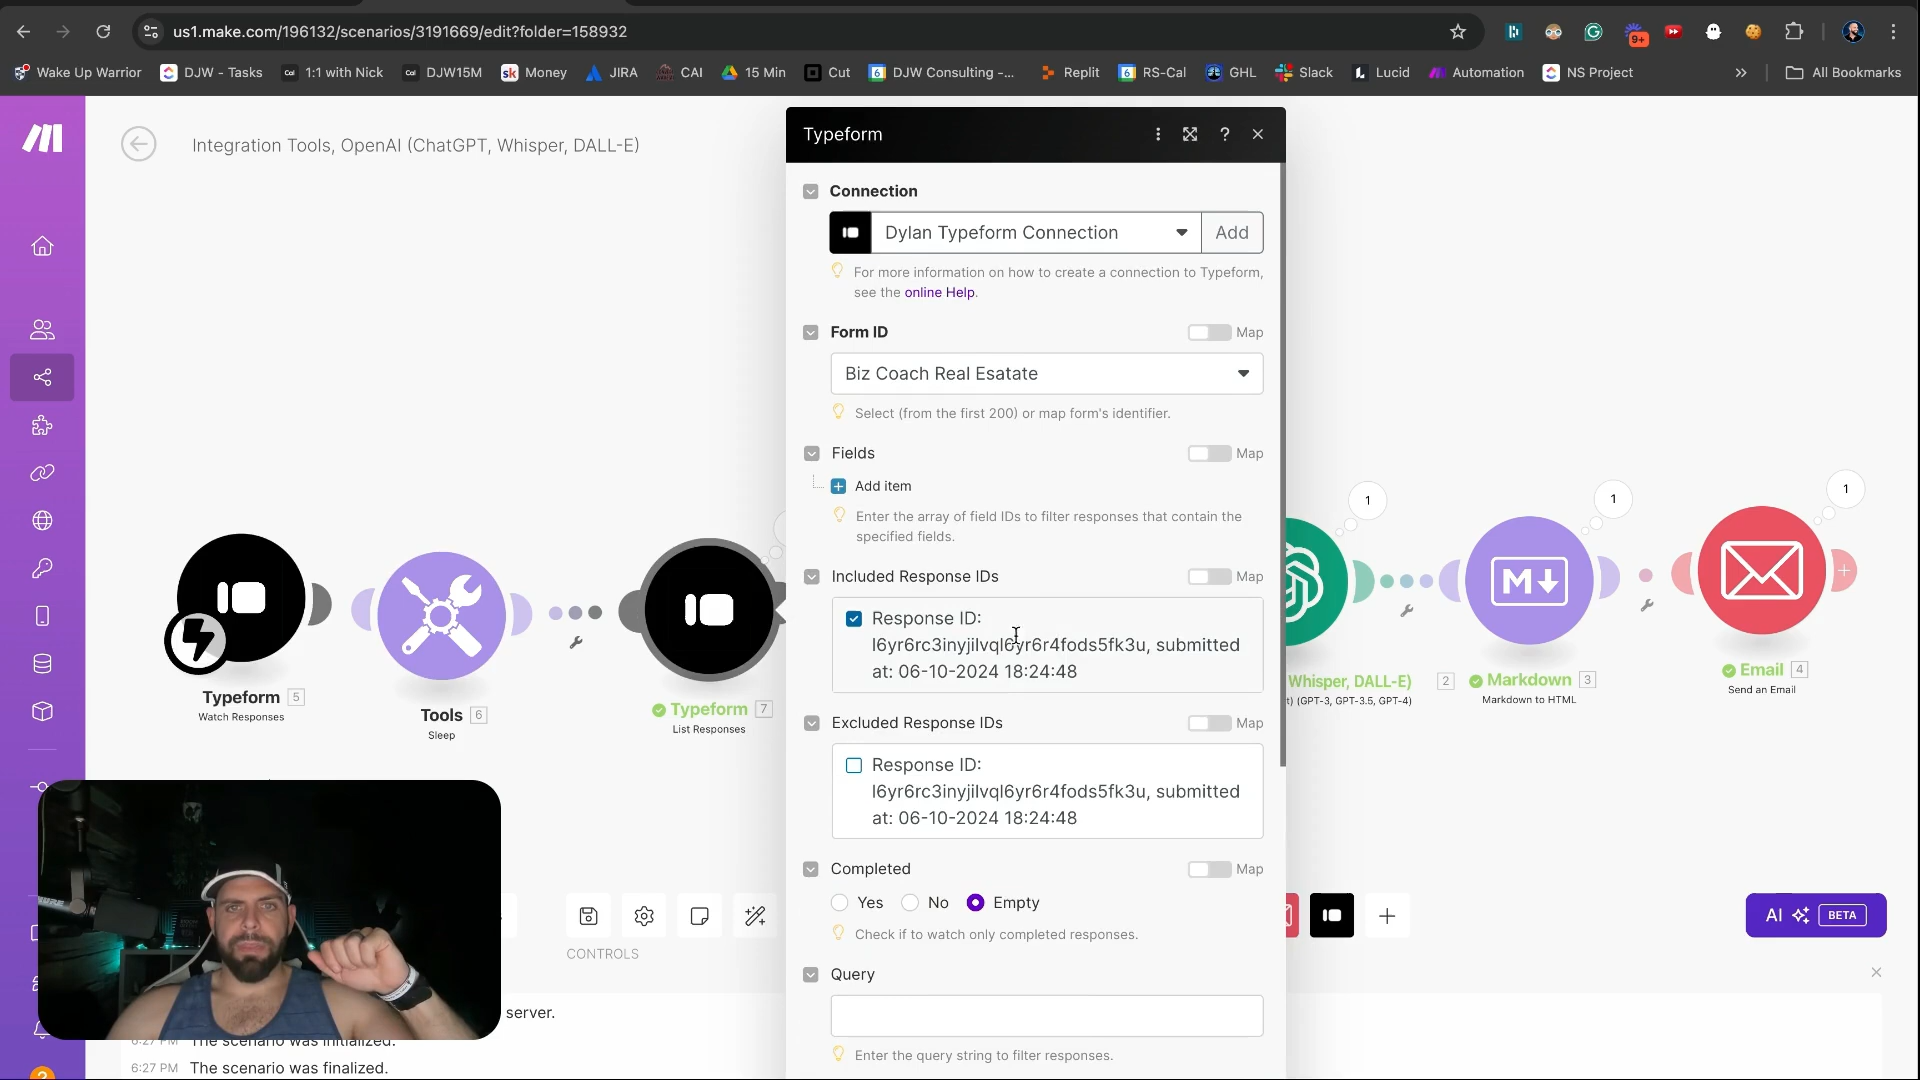 us1.make.com/196132/scenarios/3191669/edit?folder=158932
9+
Wake Up Warrior
DJW - Tasks
Cal 1:1 with Nick
Cal DJW15M
sk Money
JIRA
CAI
15 Min
Cut
6 DJW Consulting -...
Replit
6 RS-Cal
GHL
Slack
Lucid
Automation
NS Project
All Bookmarks
Integration Tools, OpenAI (ChatGPT, Whisper, DALL-E)
Typeform
Connection
Dylan Typeform Connection
Add
For more information on how to create a connection to Typeform,
see the online Help.
Form ID
Map
Biz Coach Real Esatate
Select (from the first 200) or map form's identifier.
Fields
Map
Add item
Enter the array of field IDs to filter responses that contain the
specified fields.
Included Response IDs
Map
Response ID:
l6yr6rc3inyjilvql6yr6r4fods5fk3u, submitted
at: 06-10-2024 18:24:48
Excluded Response IDs
Map
Response ID:
l6yr6rc3inyjilvql6yr6r4fods5fk3u, submitted
at: 06-10-2024 18:24:48
Completed
Map
Yes
No
Empty
Check if to watch only completed responses.
Query
Enter the query string to filter responses.
Typeform 5
Watch Responses
Tools 6
Sleep
Typeform 7
List Responses
1
Whisper, DALL-E) 2
t) (GPT-3, GPT-3.5, GPT-4)
1
M
Markdown 3
Markdown to HTML
1
Email 4
Send an Email
CONTROLS
AI BETA
server.
6:27 PM The scenario was initialized.
6:27 PM The scenario was finalized.
?